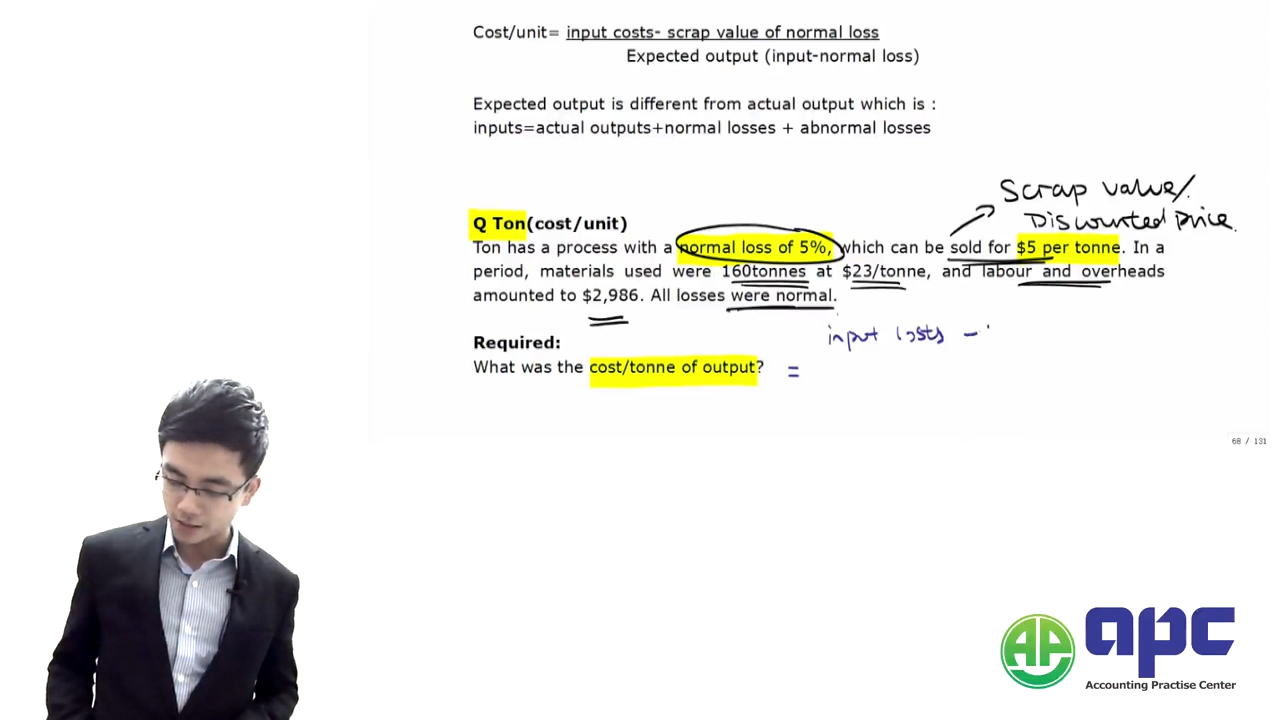 Cost/unit= input costs- scrap value of normal loss
Expected output (input-normal loss)
Expected output is different from actual output which is :
inputs=actual outputs+normal losses + abnormal losses
Scrap value/
Discounted price.
Q Ton(cost/unit)
Ton has a process with a normal loss of 5%, which can be sold for $5 per tonne. In a
period, materials used were 160tonnes at $23/tonne, and labour and overheads
amounted to $2,986. All losses were normal.
input costs -
Required:
What was the cost/tonne of output? =
68 / 131
AP
apc
Accounting Practise Center